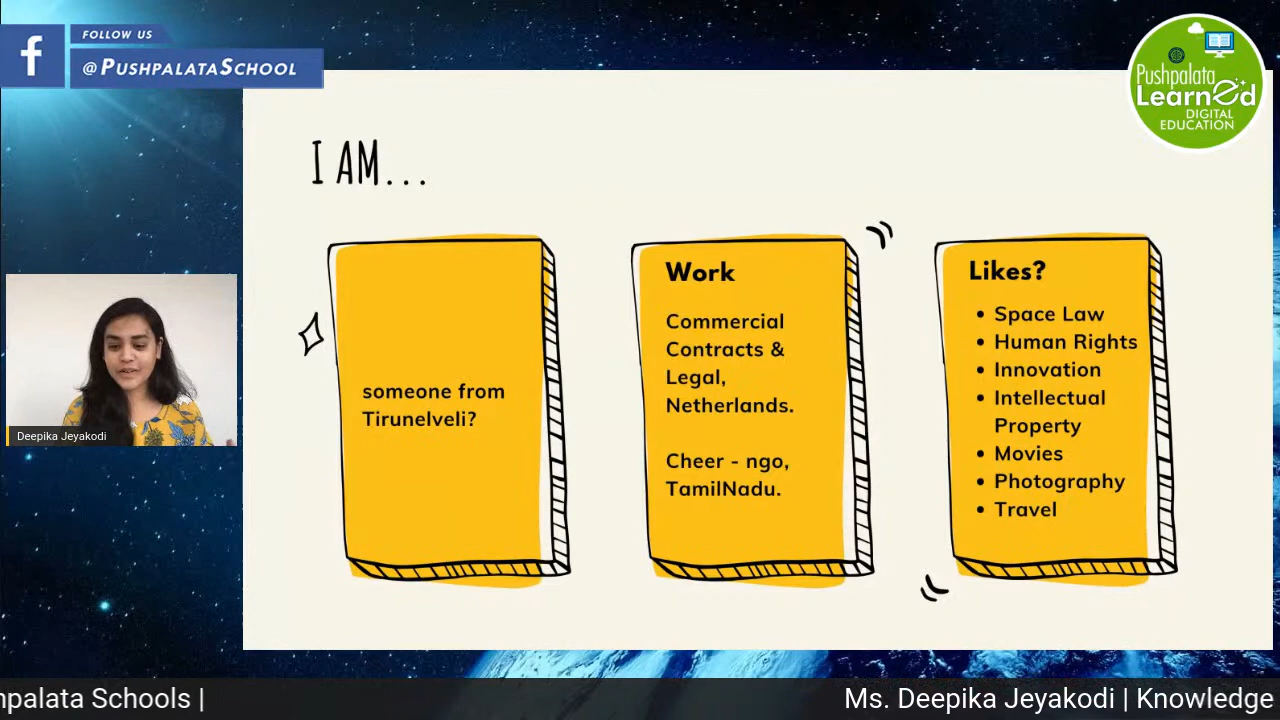 FOLLOW US
@PUSHPALATASCHOOL
Pushpalata
Learned
DIGITAL
EDUCATION
I AM...
someone from
Tirunelveli?
Work
Commercial
Contracts &
Legal,
Netherlands.
Cheer - ngo,
TamilNadu.
Likes?
• Space Law
• Human Rights
• Innovation
• Intellectual
Property
• Movies
• Photography
• Travel
Deepika Jeyakodi
hpalata Schools |
Ms. Deepika Jeyakodi | Knowledge